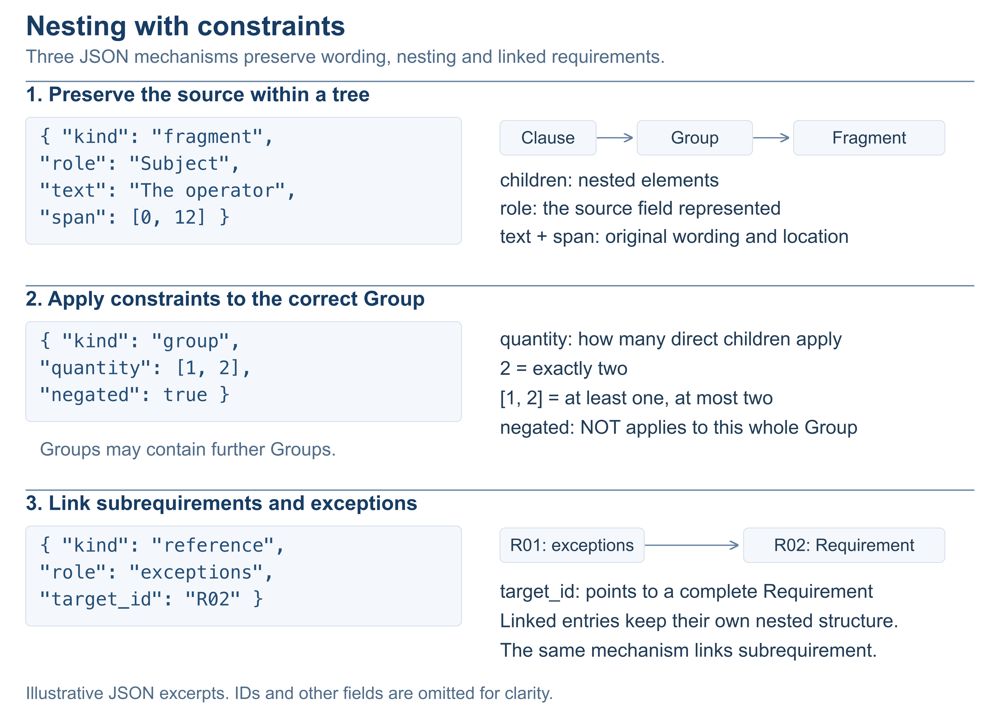 Nesting with constraints
Three JSON mechanisms preserve wording, nesting and linked requirements.
1. Preserve the source within a tree
{ "kind": "fragment",
"role": "Subject",
"text": "The operator",
"span": [0, 12] }
Clause
Group
Fragment
children: nested elements
role: the source field represented
text + span: original wording and location
2. Apply constraints to the correct Group
{ "kind": "group",
"quantity": [1, 2],
"negated": true }
Groups may contain further Groups.
quantity: how many direct children apply
2 = exactly two
[1, 2] = at least one, at most two
negated: NOT applies to this whole Group
3. Link subrequirements and exceptions
{ "kind": "reference",
"role": "exceptions",
"target_id": "R02" }
R01: exceptions
R02: Requirement
target_id: points to a complete Requirement
Linked entries keep their own nested structure.
The same mechanism links subrequirement.
Illustrative JSON excerpts. IDs and other fields are omitted for clarity.